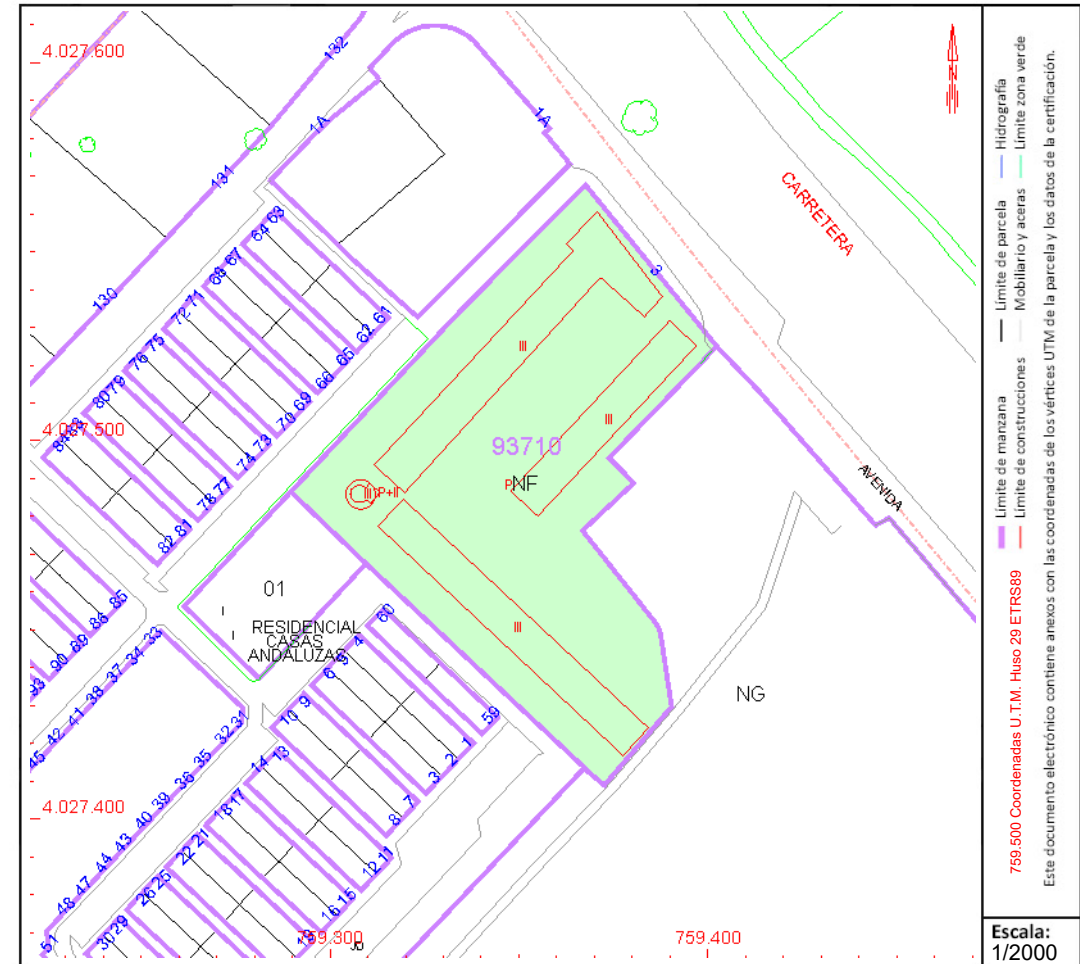 4.027.600
132
1A
1A
131
CARRETERA
64 63
68 67
3
130
72 71
62 61
76 75
66 65
80 79
III
70 69
4.027.500
74 73
III
93710
78 77
NF
AVENIDA
82 81
01
I
I
RESIDENCIAL
CASAS
ANDALUZAS
60
86 85
III
34 33
90 89
4
93
38 37
6
NG
42 41
10 9
59
45
32 31
2 1
14 13
36 35
3
4.027.400
40 39
18 17
8 7
44 43
22 21
12 11
48 47
26 25
16 15
51
30 29
759.300
759.400
Límite de manzana
Límite de parcela
Hidrografía
Límite de construcciones
Mobiliario y aceras
Límite zona verde
759.500 Coordenadas U.T.M. Huso 29 ETRS89
Este documento electrónico contiene anexos con las coordenadas de los vértices UTM de la parcela y los datos de la certificación.
Escala:
1/2000